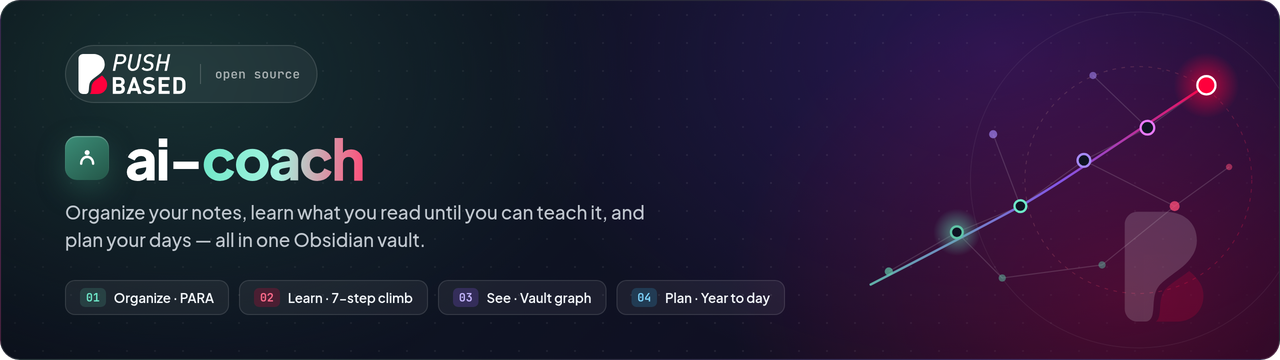 PUSH
BASED
open source
ai-coach
Organize your notes, learn what you read until you can teach it, and
plan your days — all in one Obsidian vault.
01 Organize · PARA
02 Learn · 7-step climb
03 See · Vault graph
04 Plan · Year to day